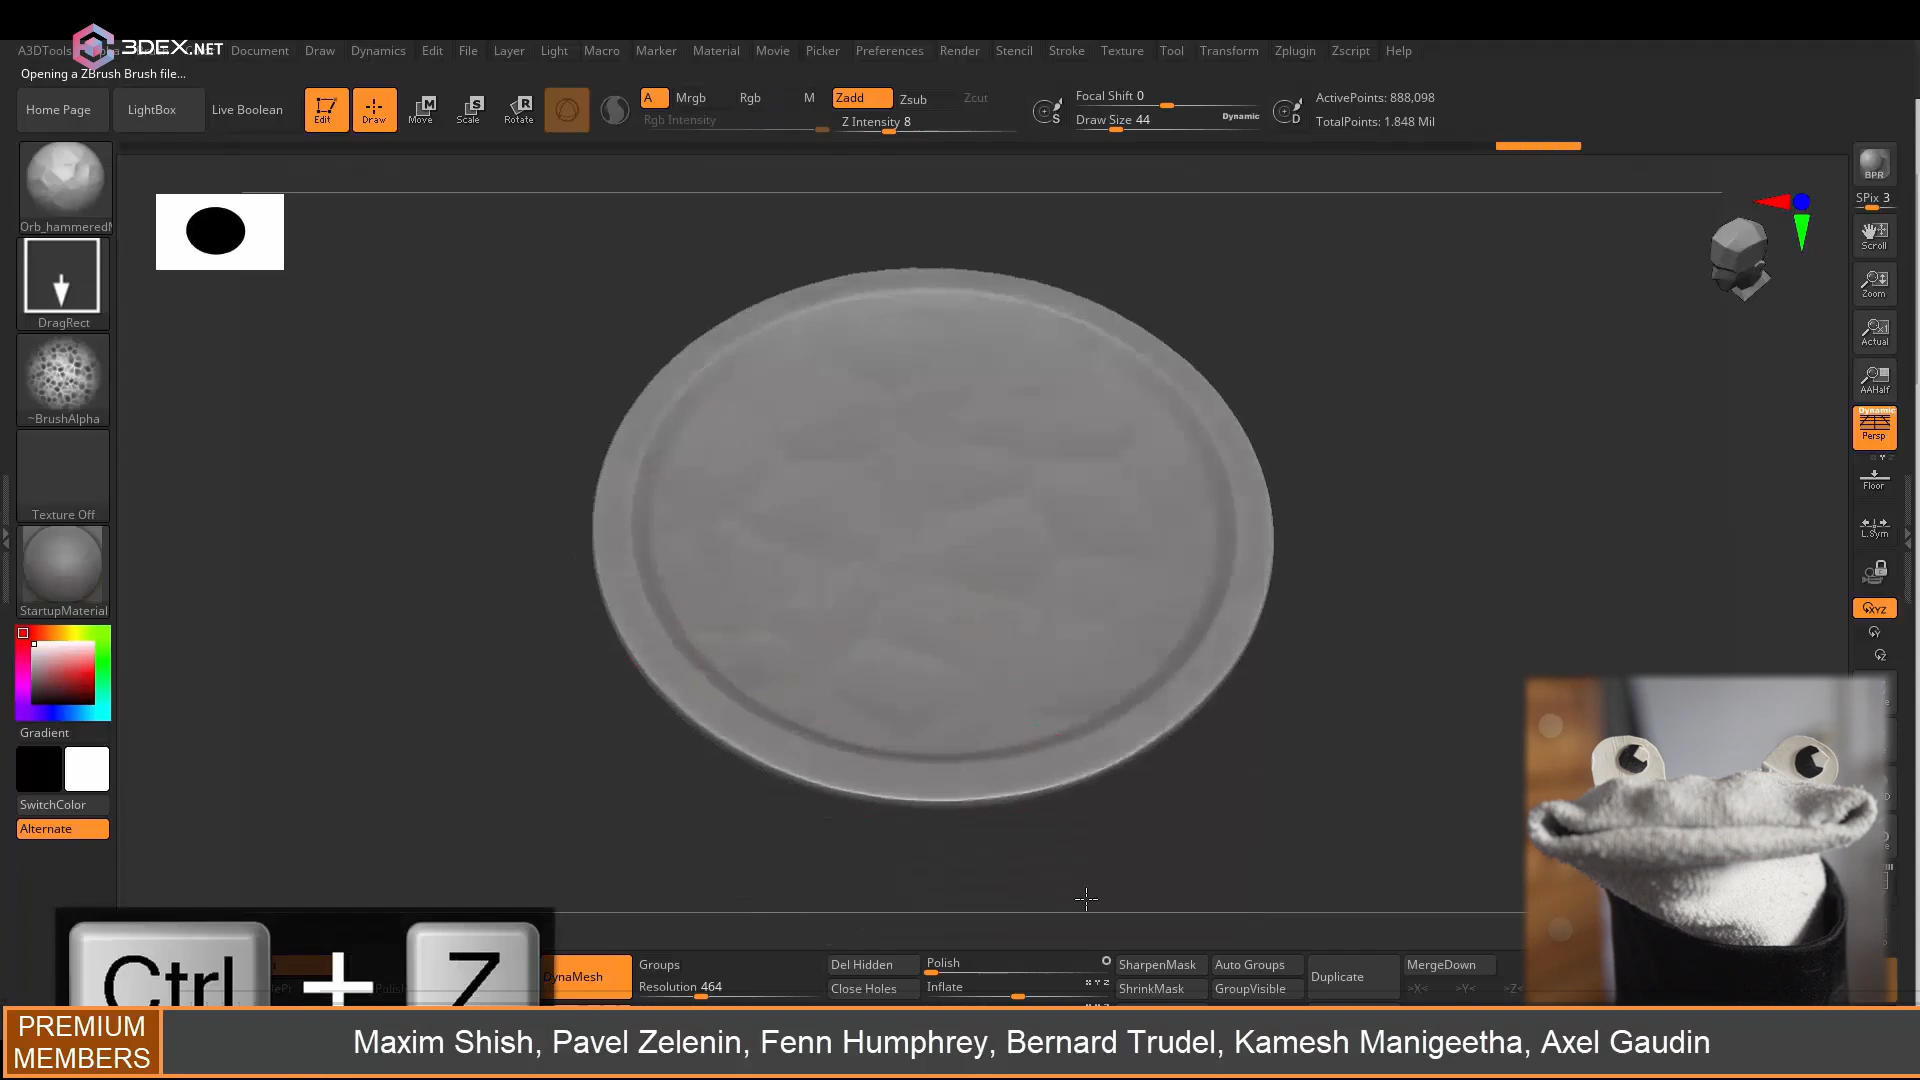 3DEX.NET
A3DTools
Document
Draw
Dynamics
Edit
File
Layer
Light
Macro
Marker
Material
Movie
Picker
Preferences
Render
Stencil
Stroke
Texture
Tool
Transform
Zplugin
Zscript
Help
Opening a ZBrush Brush file...
Home Page
LightBox
Live Boolean
Edit
Draw
M
Move
S
Scale
R
Rotate
A
Mrgb
Rgb
M
Rgb Intensity
Zadd
Zsub
Zcut
Z Intensity 8
S
Focal Shift 0
Draw Size 44
Dynamic
D
ActivePoints: 888,098
TotalPoints: 1.848 Mil
Orb_hammered
DragRect
~BrushAlpha
Texture Off
StartupMaterial
Gradient
SwitchColor
Alternate
BPR
SPix 3
Scroll
Zoom
Actual
AAHalf
Dynamic
Persp
Floor
L.Sym
XYZ
Y
Z
Ctrl + Z
DynaMesh
Groups
Resolution 464
Del Hidden
Close Holes
Polish
Inflate
SharpenMask
ShrinkMask
Auto Groups
GroupVisible
Duplicate
MergeDown
>X<
>Y<
>Z<
PREMIUM
MEMBERS
Maxim Shish, Pavel Zelenin, Fenn Humphrey, Bernard Trudel, Kamesh Manigeetha, Axel Gaudin